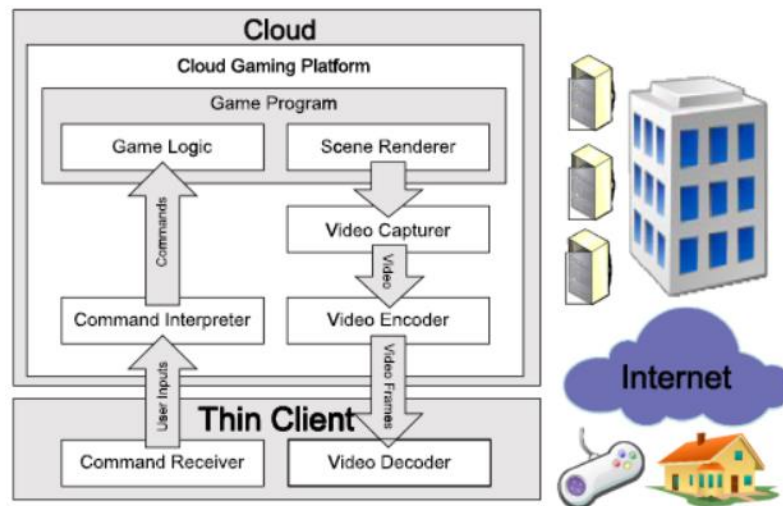 Cloud
Cloud Gaming Platform
Game Program
Game Logic
Scene Renderer
Commands
Video Capturer
Video
Command Interpreter
Video Encoder
User Inputs
Video Frames
Thin Client
Command Receiver
Video Decoder
Internet